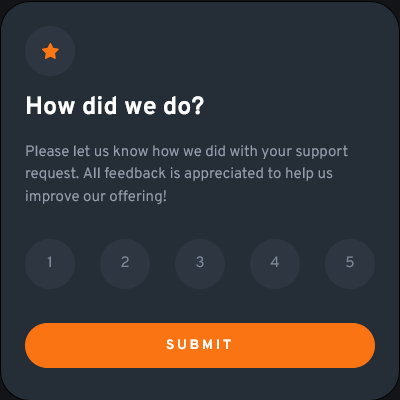 How did we do?
Please let us know how we did with your support
request. All feedback is appreciated to help us
improve our offering!
1 2 3 4 5
SUBMIT